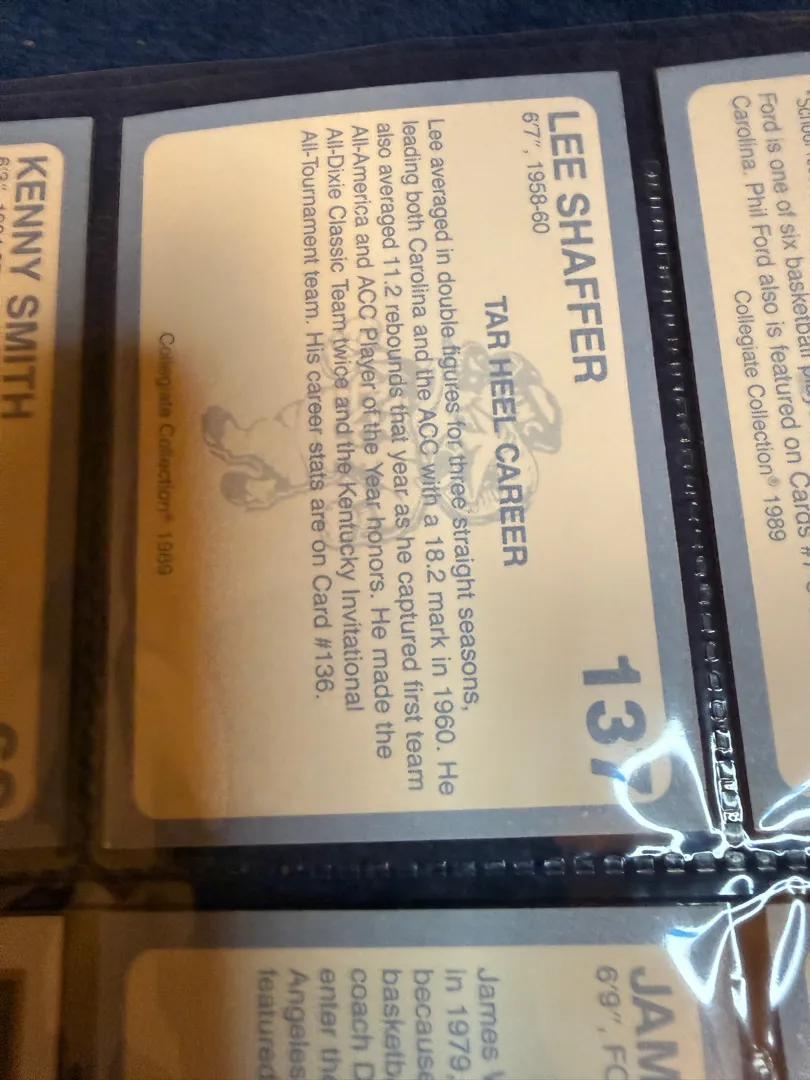 LEE SHAFFER
137
6'7", 1958-60
TAR HEEL CAREER
Lee averaged in double figures for three straight seasons,
leading both Carolina and the ACC with a 18.2 mark in 1960. He
also averaged 11.2 rebounds that year as he captured first team
All-America and ACC Player of the Year honors. He made the
All-Dixie Classic Team twice and the Kentucky Invitational
All-Tournament team. His career stats are on Card #136.
Collegiate Collection® 1989
Ford is one of six basketball
Carolina. Phil Ford also is featured on Cards
Collegiate Collection® 1989
KENNY SMITH
James
in 1979.
because
coach
enter
Angeles
featured
6'9",